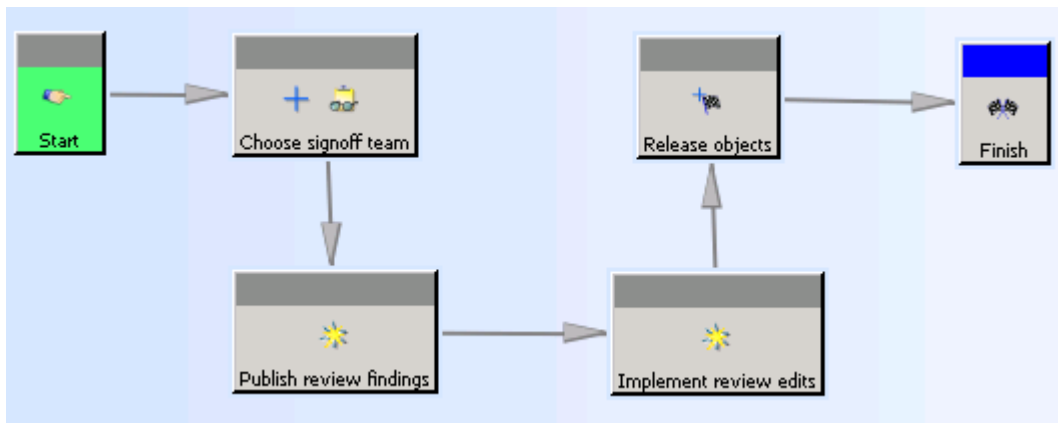 Start
Choose signoff team
Publish review findings
Implement review edits
Release objects
Finish